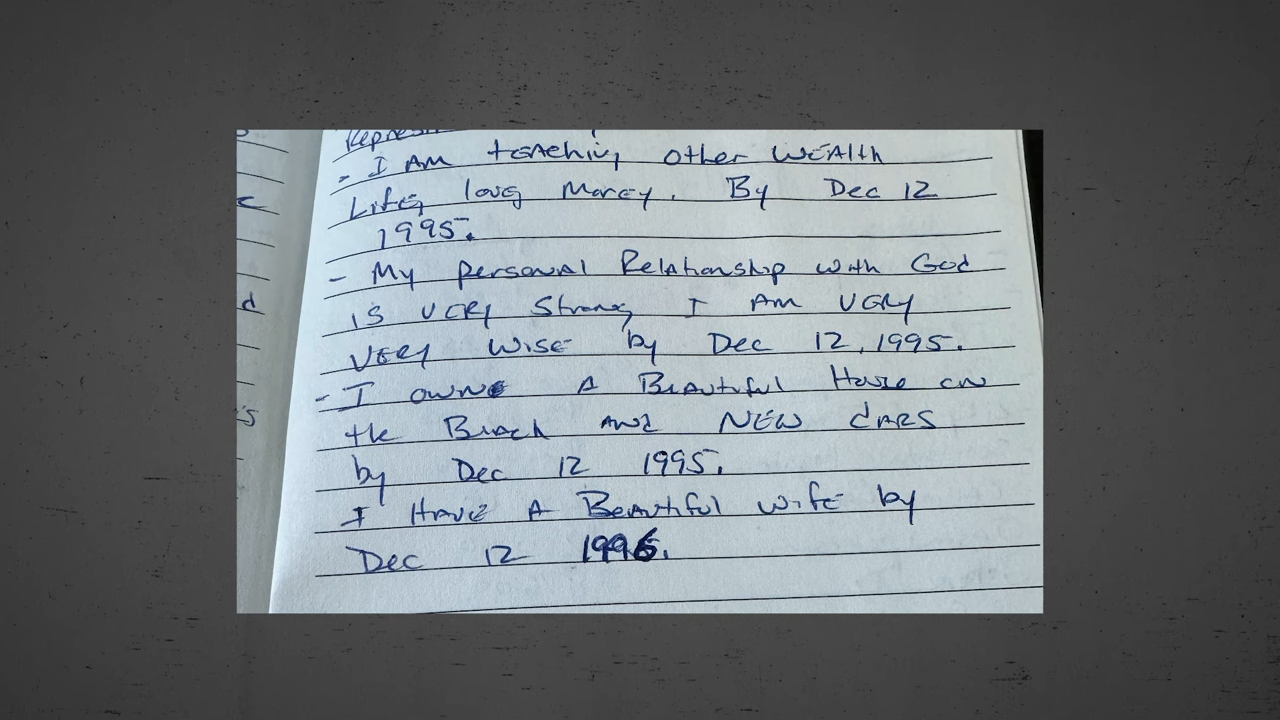 - I AM teaching other WEAlth
Life, love Money. By Dec 12
1995.
- My personal Relationship with God
is very Strong I AM very
very wise by Dec 12, 1995.
- I own A Beautiful House on
the Beach AND NEW CARS
by Dec 12 1995.
I HAVE A Beautiful wife by
Dec 12 1996.